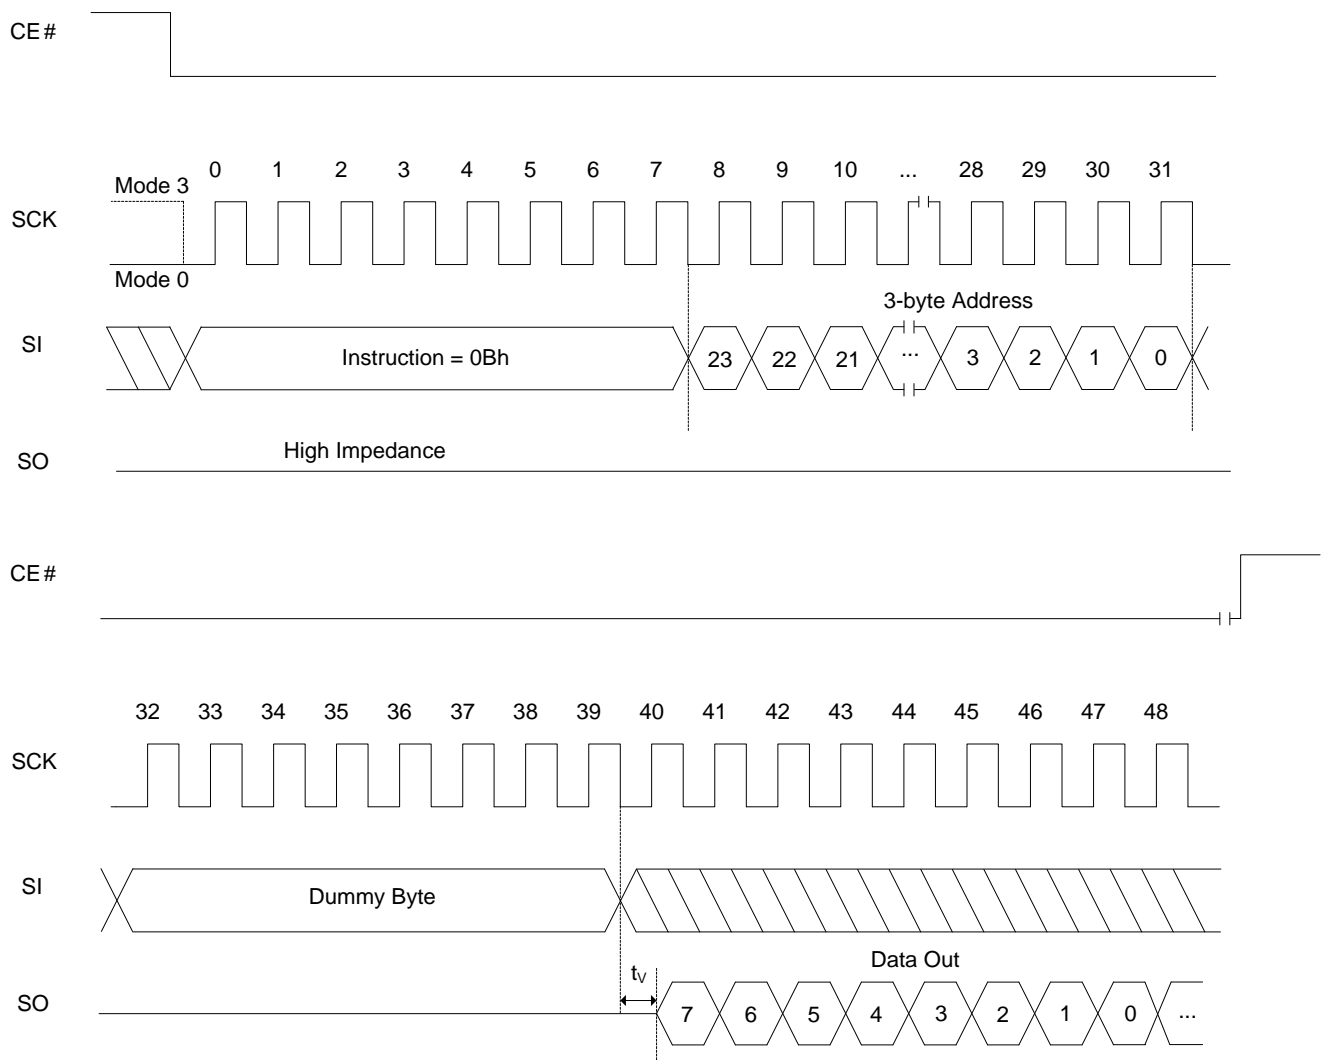 CE#
0 1 2 3 4 5 6 7 8 9 10 ... 28 29 30 31
Mode 3
SCK
Mode 0
3-byte Address
SI
Instruction = 0Bh
23 22 21 ... 3 2 1 0
High Impedance
SO
CE#
32 33 34 35 36 37 38 39 40 41 42 43 44 45 46 47 48
SCK
SI
Dummy Byte
Data Out
tV
SO
7 6 5 4 3 2 1 0 ...